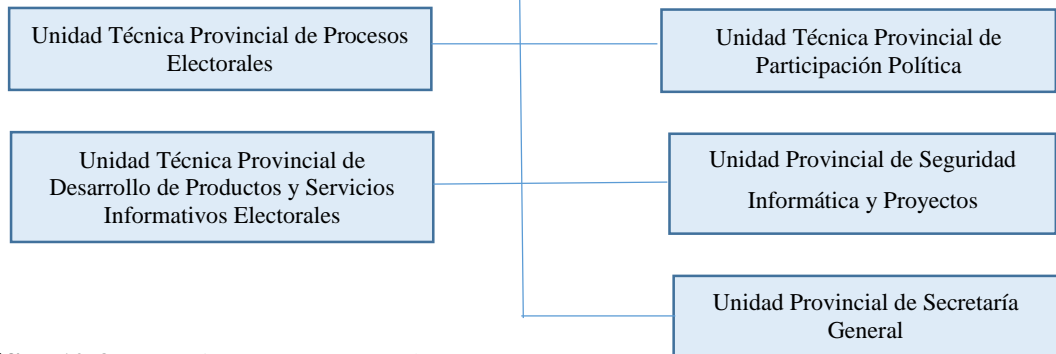 Unidad Técnica Provincial de Procesos
Electorales
Unidad Técnica Provincial de
Participación Política
Unidad Técnica Provincial de
Desarrollo de Productos y Servicios
Informativos Electorales
Unidad Provincial de Seguridad
Informática y Proyectos
Unidad Provincial de Secretaría
General